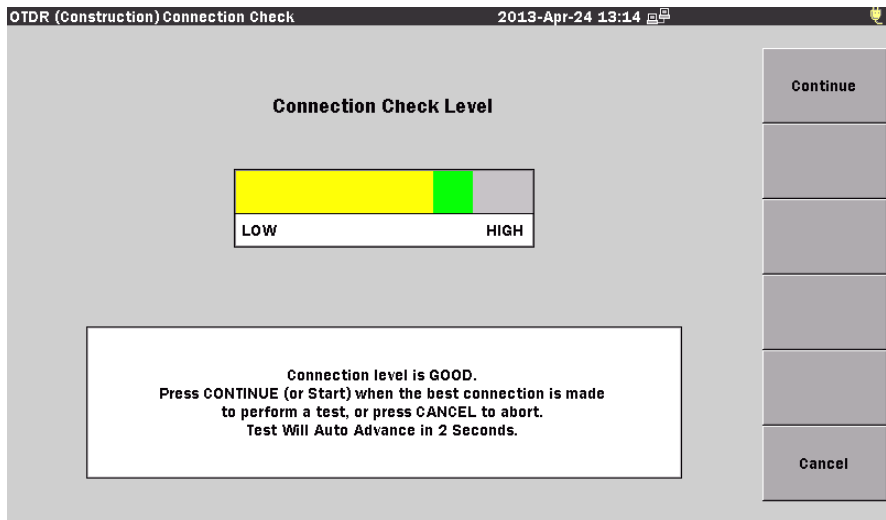 OTDR (Construction) Connection Check
2013-Apr-24 13:14
Continue
Connection Check Level
LOW
HIGH
Connection level is GOOD.
Press CONTINUE (or Start) when the best connection is made
to perform a test, or press CANCEL to abort.
Test Will Auto Advance in 2 Seconds.
Cancel